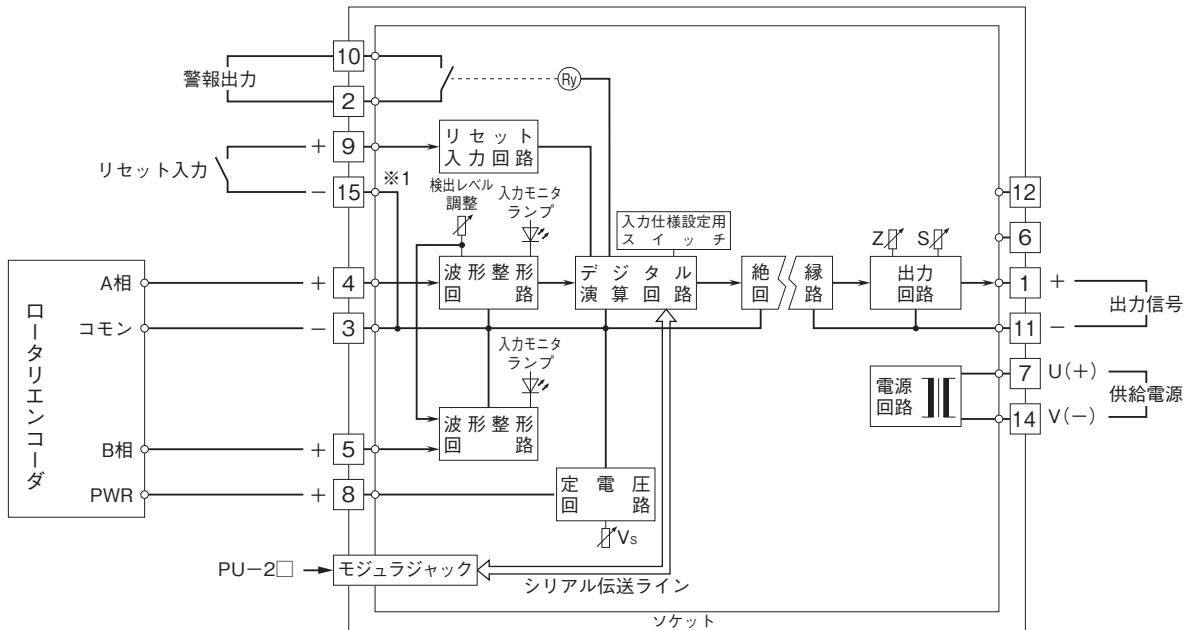 10
警報出力
2
Ry
+
9
リセット
入力回路
リセット入力
-
15
※1
検出レベル
調整
入力モニタ
ランプ
入力仕様設定用
スイッチ
12
6
Z
S
A相
+
4
波形整形
回路
デジタル
演算回路
絶縁
回路
出力
回路
1
+
出力信号
コモン
-
3
11
-
ロータリエンコーダ
入力モニタ
ランプ
波形整形
回路
電源
回路
7
U(+)
供給電源
14
V(-)
B相
+
5
PWR
+
8
定電圧
回路
Vs
PU-2□
モジュラジャック
シリアル伝送ライン
ソケット